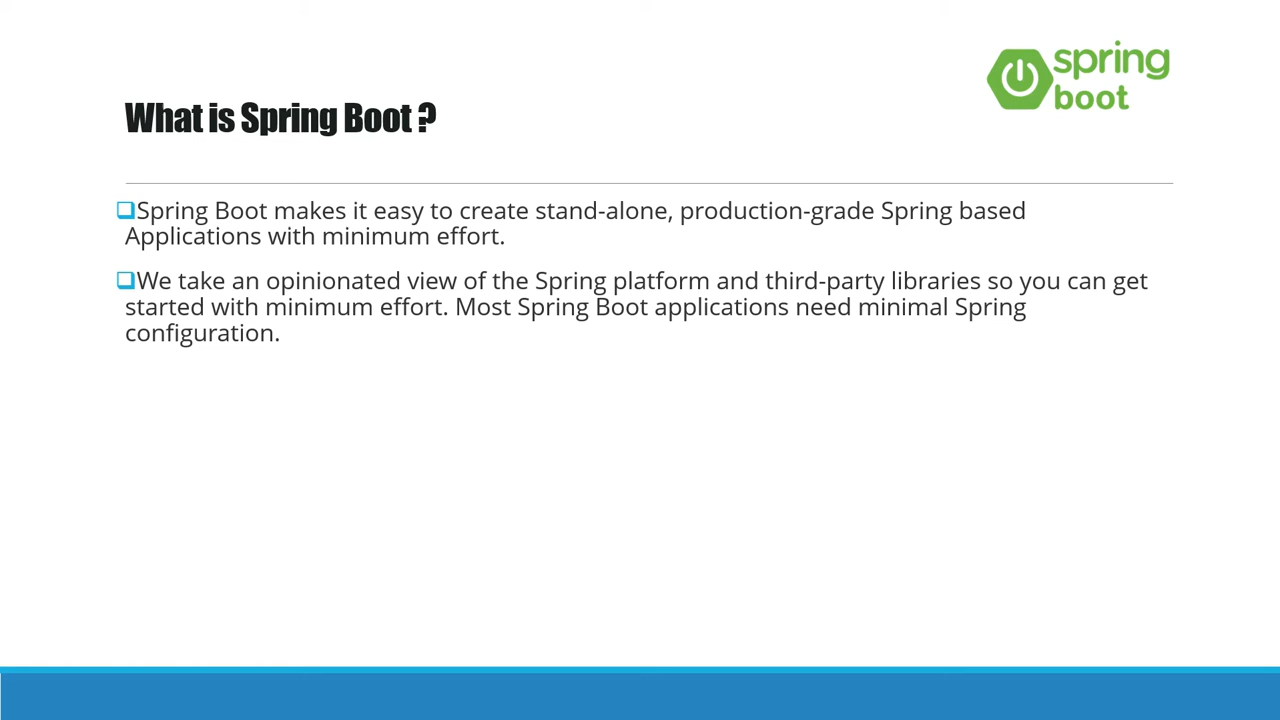 spring
boot
What is Spring Boot ?
❑Spring Boot makes it easy to create stand-alone, production-grade Spring based
Applications with minimum effort.
❑We take an opinionated view of the Spring platform and third-party libraries so you can get
started with minimum effort. Most Spring Boot applications need minimal Spring
configuration.